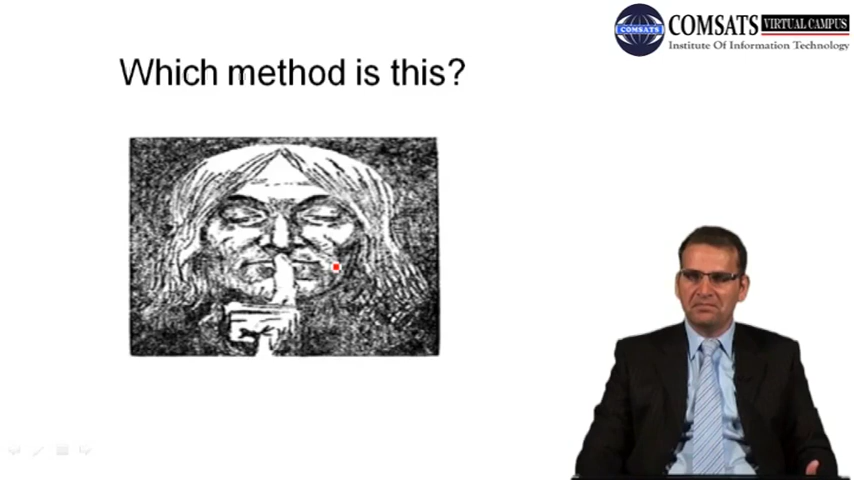 COMSATS VIRTUAL CAMPUS
COMSATS
Institute Of Information Technology
Which method is this?